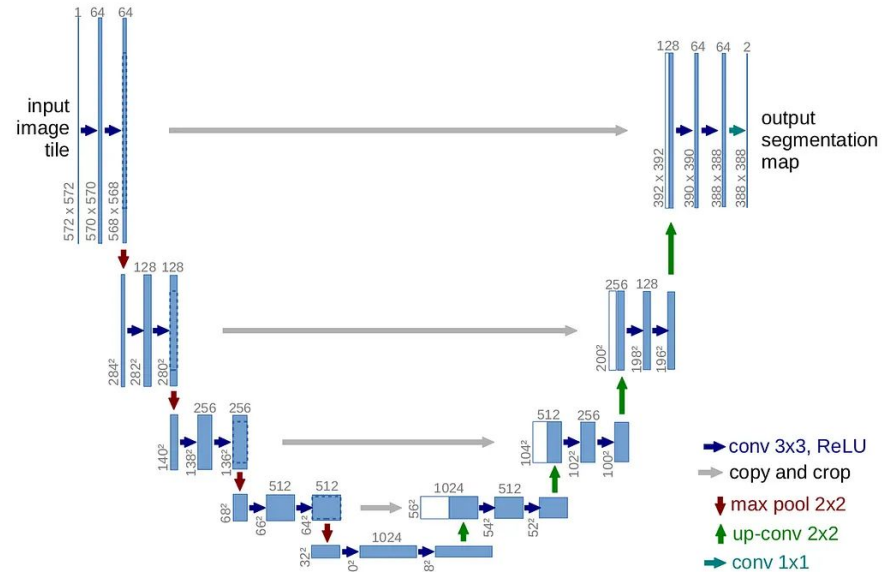 1 64 64
input
image
tile
572 x 572
570 x 570
568 x 568
128 64 64 2
output
segmentation
map
392 x 392
390 x 390
388 x 388
388 x 388
128 128
284²
282²
280²
256 128
200²
198²
196²
256 256
140²
138²
136²
512 256
104²
102²
100²
512 512
68²
66²
64²
1024 512
56²
54²
52²
1024
32²
0²
8²
conv 3x3, ReLU
copy and crop
max pool 2x2
up-conv 2x2
conv 1x1